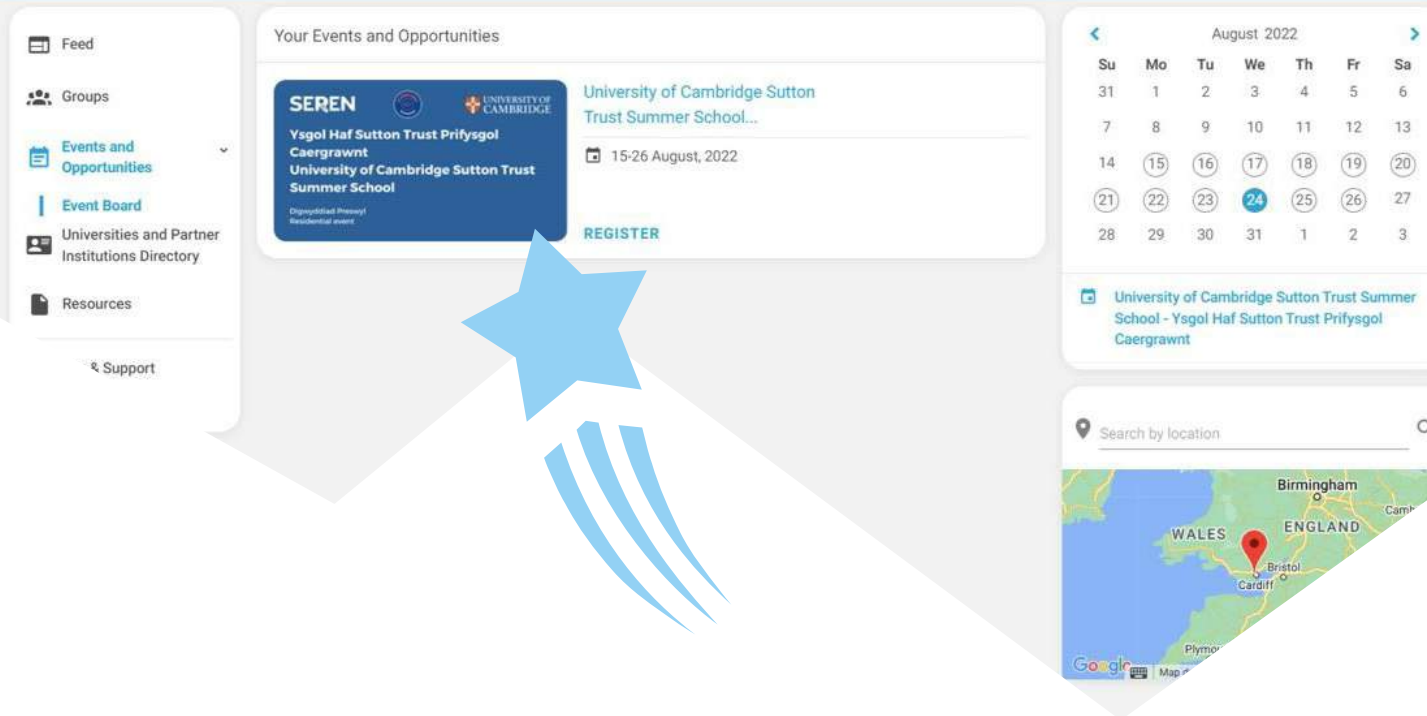 Feed
Groups
Events and
Opportunities
Event Board
Universities and Partner
Institutions Directory
Resources
& Support
Your Events and Opportunities
SEREN
UNIVERSITY OF
CAMBRIDGE
Ysgol Haf Sutton Trust Prifysgol
Caergrawnt
University of Cambridge Sutton Trust
Summer School
Digwyddiad Preswyl
Residential event
University of Cambridge Sutton
Trust Summer School...
15-26 August, 2022
REGISTER
August 2022
Su Mo Tu We Th Fr Sa
31 1 2 3 4 5 6
7 8 9 10 11 12 13
14 15 16 17 18 19 20
21 22 23 24 25 26 27
28 29 30 31 1 2 3
University of Cambridge Sutton Trust Summer
School - Ysgol Haf Sutton Trust Prifysgol
Caergrawnt
Search by location
Birmingham
Camb
WALES
ENGLAND
Bristol
Cardiff
Plymou
Google
Map d